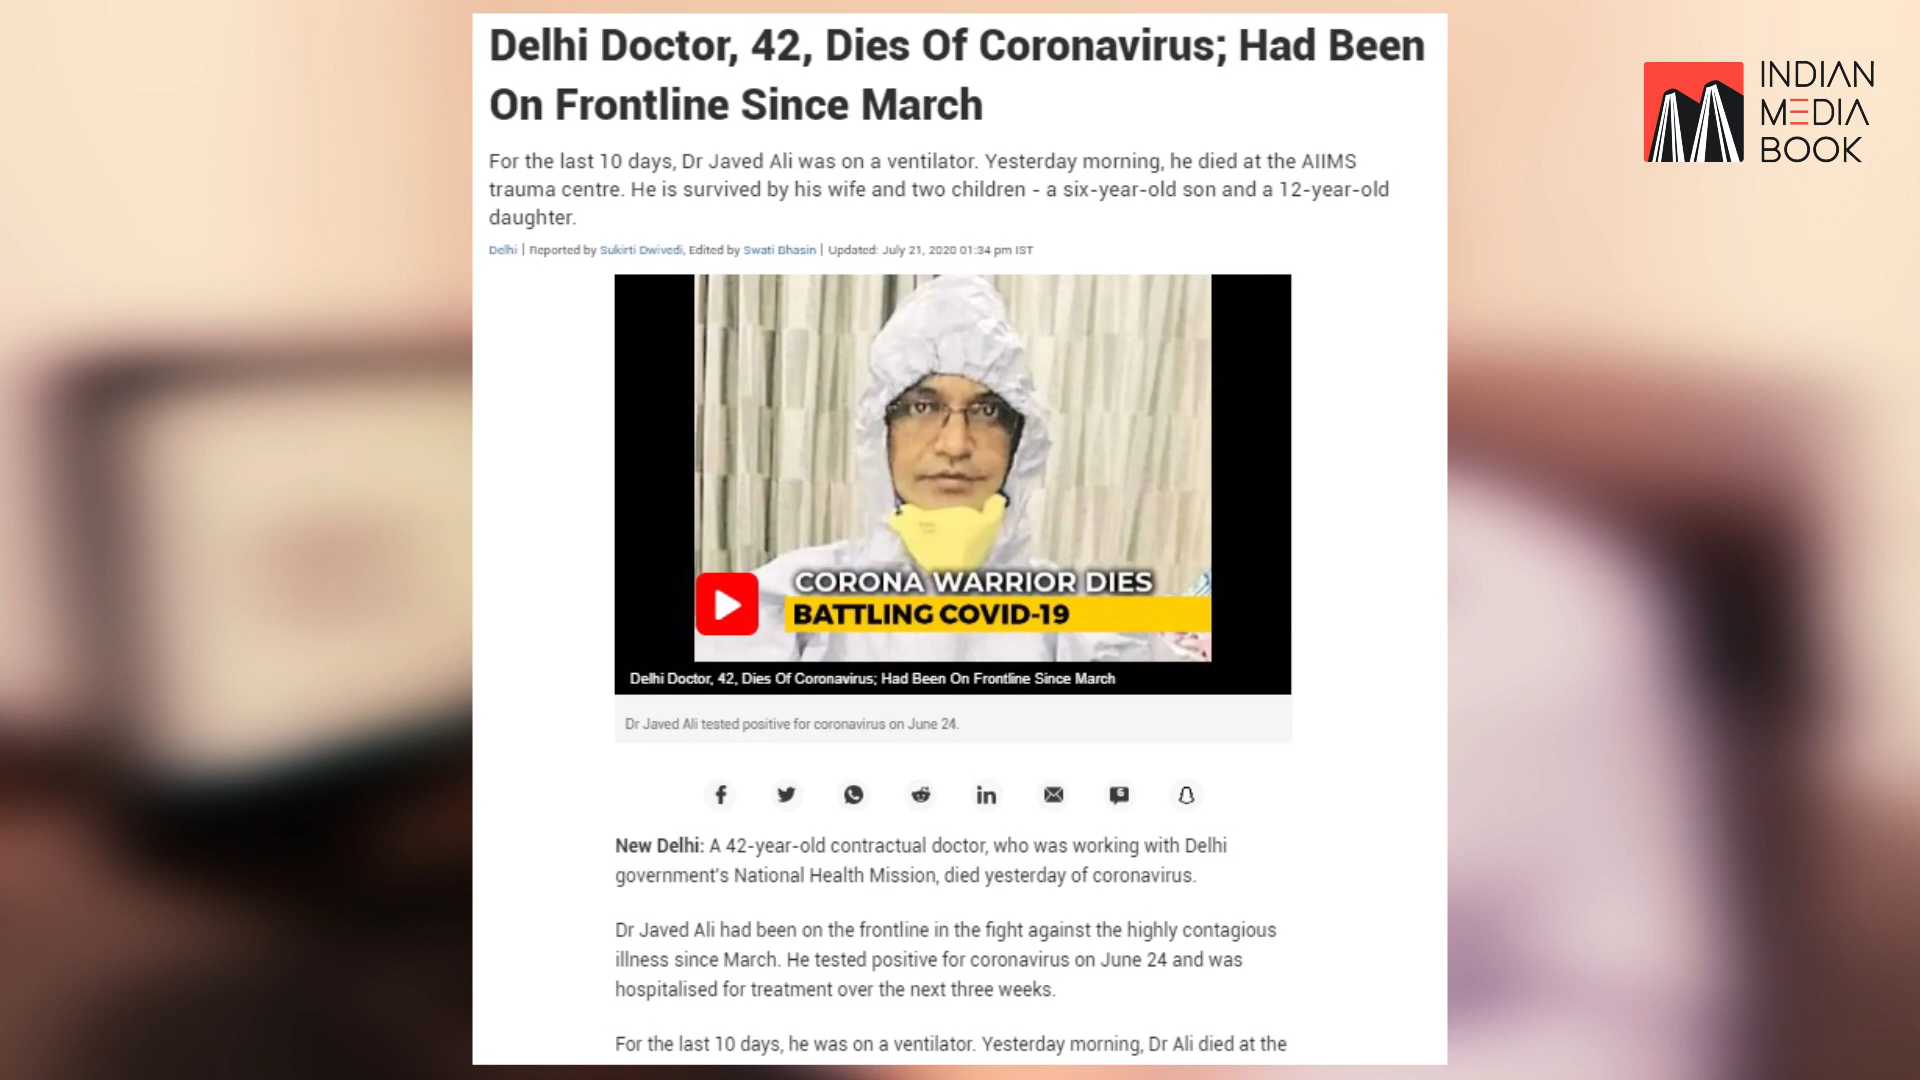 Delhi Doctor, 42, Dies Of Coronavirus; Had Been
On Frontline Since March
For the last 10 days, Dr Javed Ali was on a ventilator. Yesterday morning, he died at the AIIMS
trauma centre. He is survived by his wife and two children - a six-year-old son and a 12-year-old
daughter.
Delhi | Reported by Sukirti Dwivedi, Edited by Swati Bhasin | Updated: July 21, 2020 01:34 pm IST
CORONA WARRIOR DIES
BATTLING COVID-19
Delhi Doctor, 42, Dies Of Coronavirus; Had Been On Frontline Since March
Dr Javed Ali tested positive for coronavirus on June 24.
New Delhi: A 42-year-old contractual doctor, who was working with Delhi
government's National Health Mission, died yesterday of coronavirus.
Dr Javed Ali had been on the frontline in the fight against the highly contagious
illness since March. He tested positive for coronavirus on June 24 and was
hospitalised for treatment over the next three weeks.
For the last 10 days, he was on a ventilator. Yesterday morning, Dr Ali died at the
INDIAN
MEDIA
BOOK